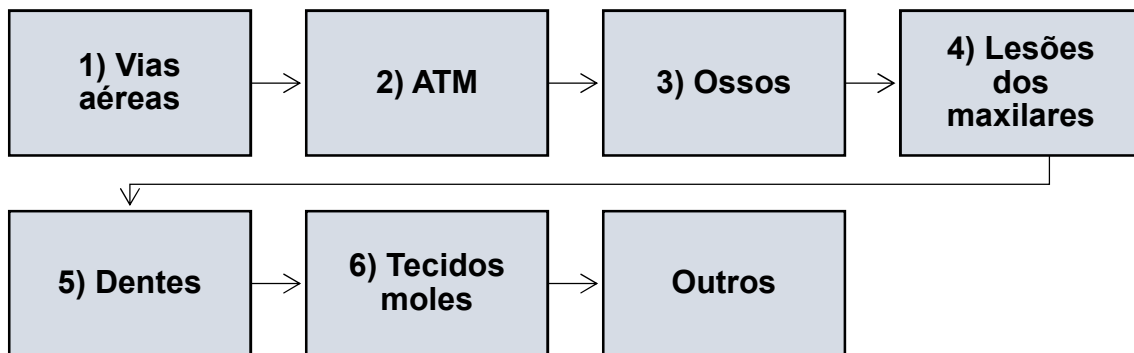 1) Vias
aéreas
2) ATM
3) Ossos
4) Lesões
dos
maxilares
5) Dentes
6) Tecidos
moles
Outros